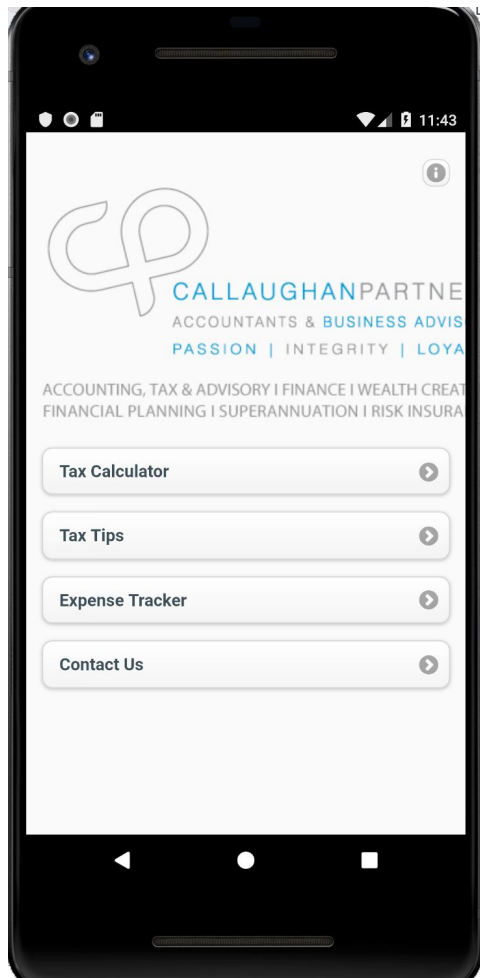 11:43
CALLAUGHANPARTNE
ACCOUNTANTS & BUSINESS ADVIS
PASSION | INTEGRITY | LOYA
ACCOUNTING, TAX & ADVISORY I FINANCE I WEALTH CREAT
FINANCIAL PLANNING I SUPERANNUATION I RISK INSURA
Tax Calculator
Tax Tips
Expense Tracker
Contact Us